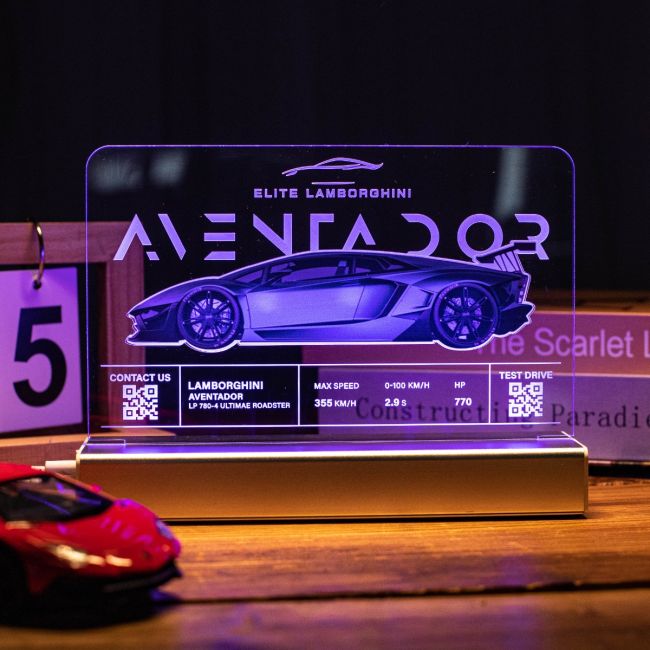 ELITE LAMBORGHINI
AVENTADOR
5
The Scarlet L
CONTACT US
LAMBORGHINI
AVENTADOR
LP 780-4 ULTIMAE ROADSTER
MAX SPEED
355 KM/H
0-100 KM/H
2.9 S
HP
770
TEST DRIVE
Constructing Paradi